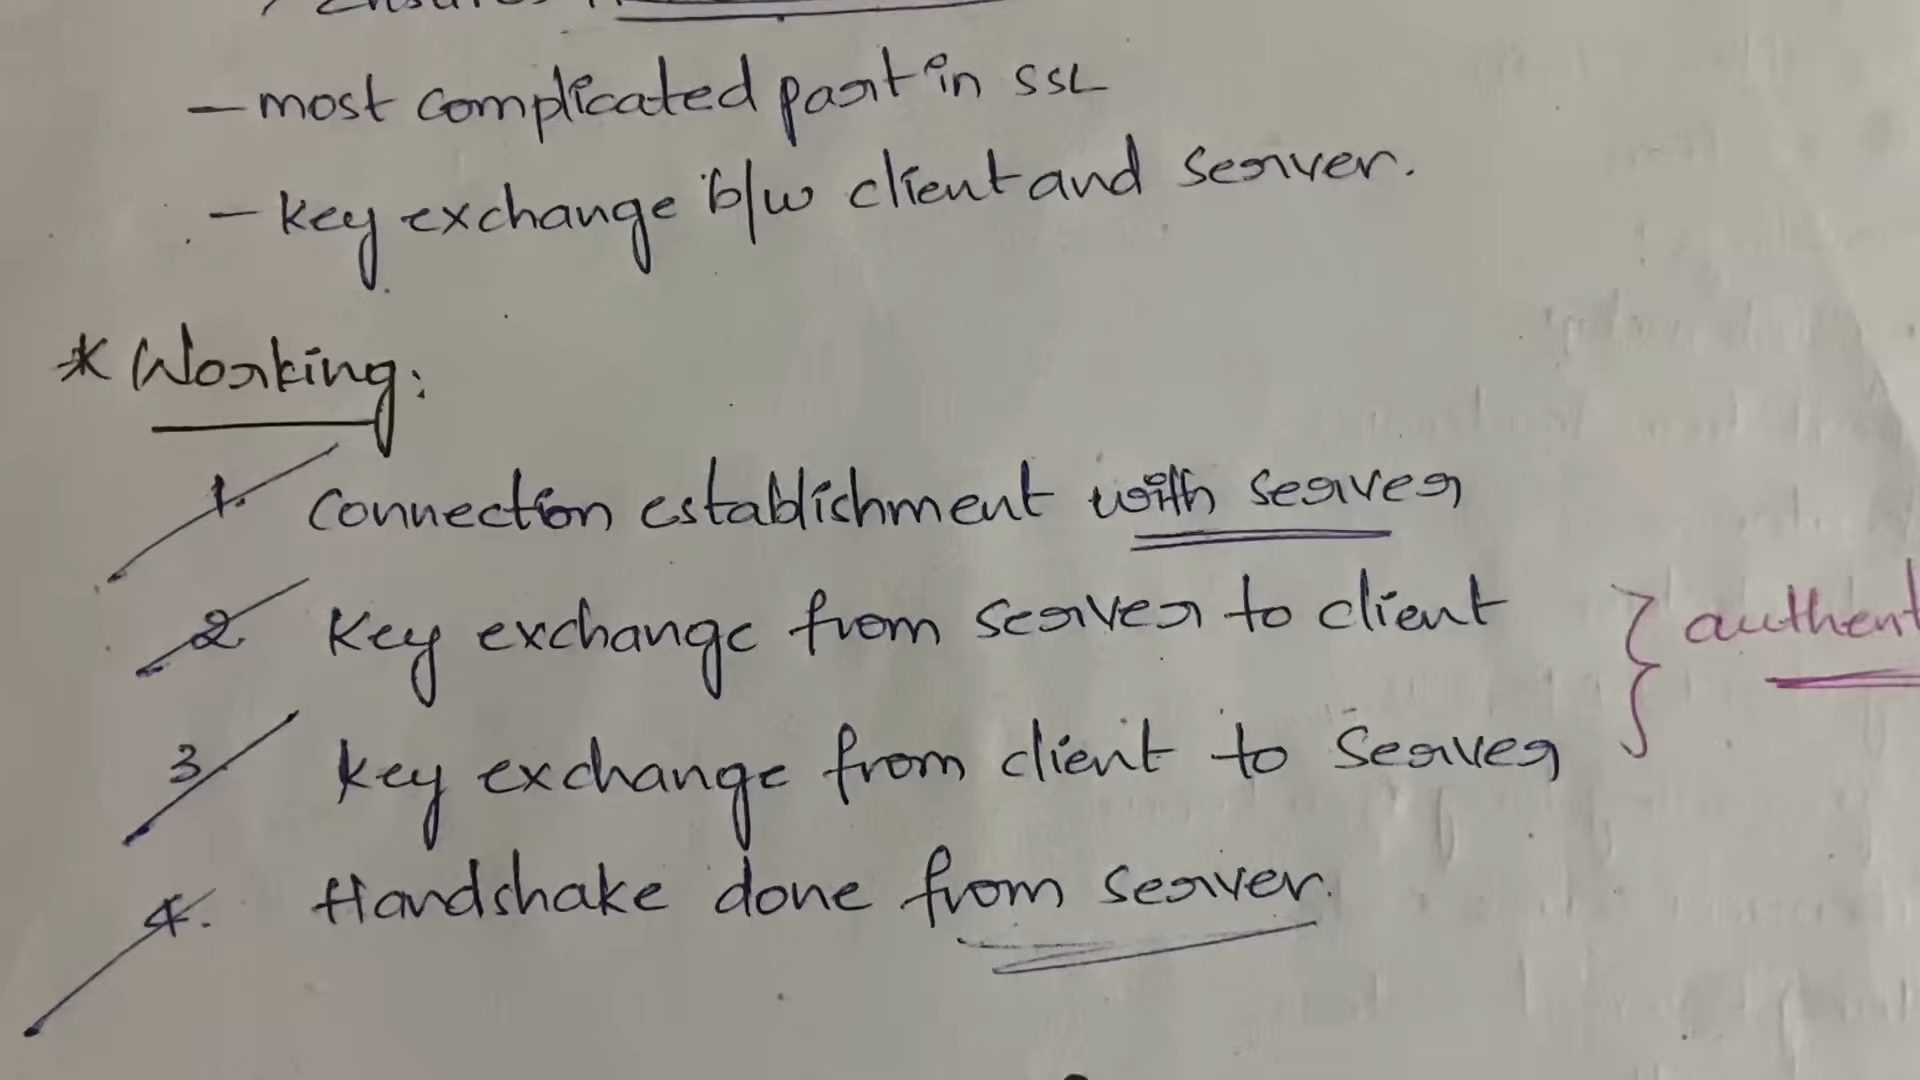 - most complicated part in SSL
- key exchange b/w client and server.
* Working:
1. Connection establishment with server
2 Key exchange from server to client
} authent
3 key exchange from client to Server
4. Handshake done from server.